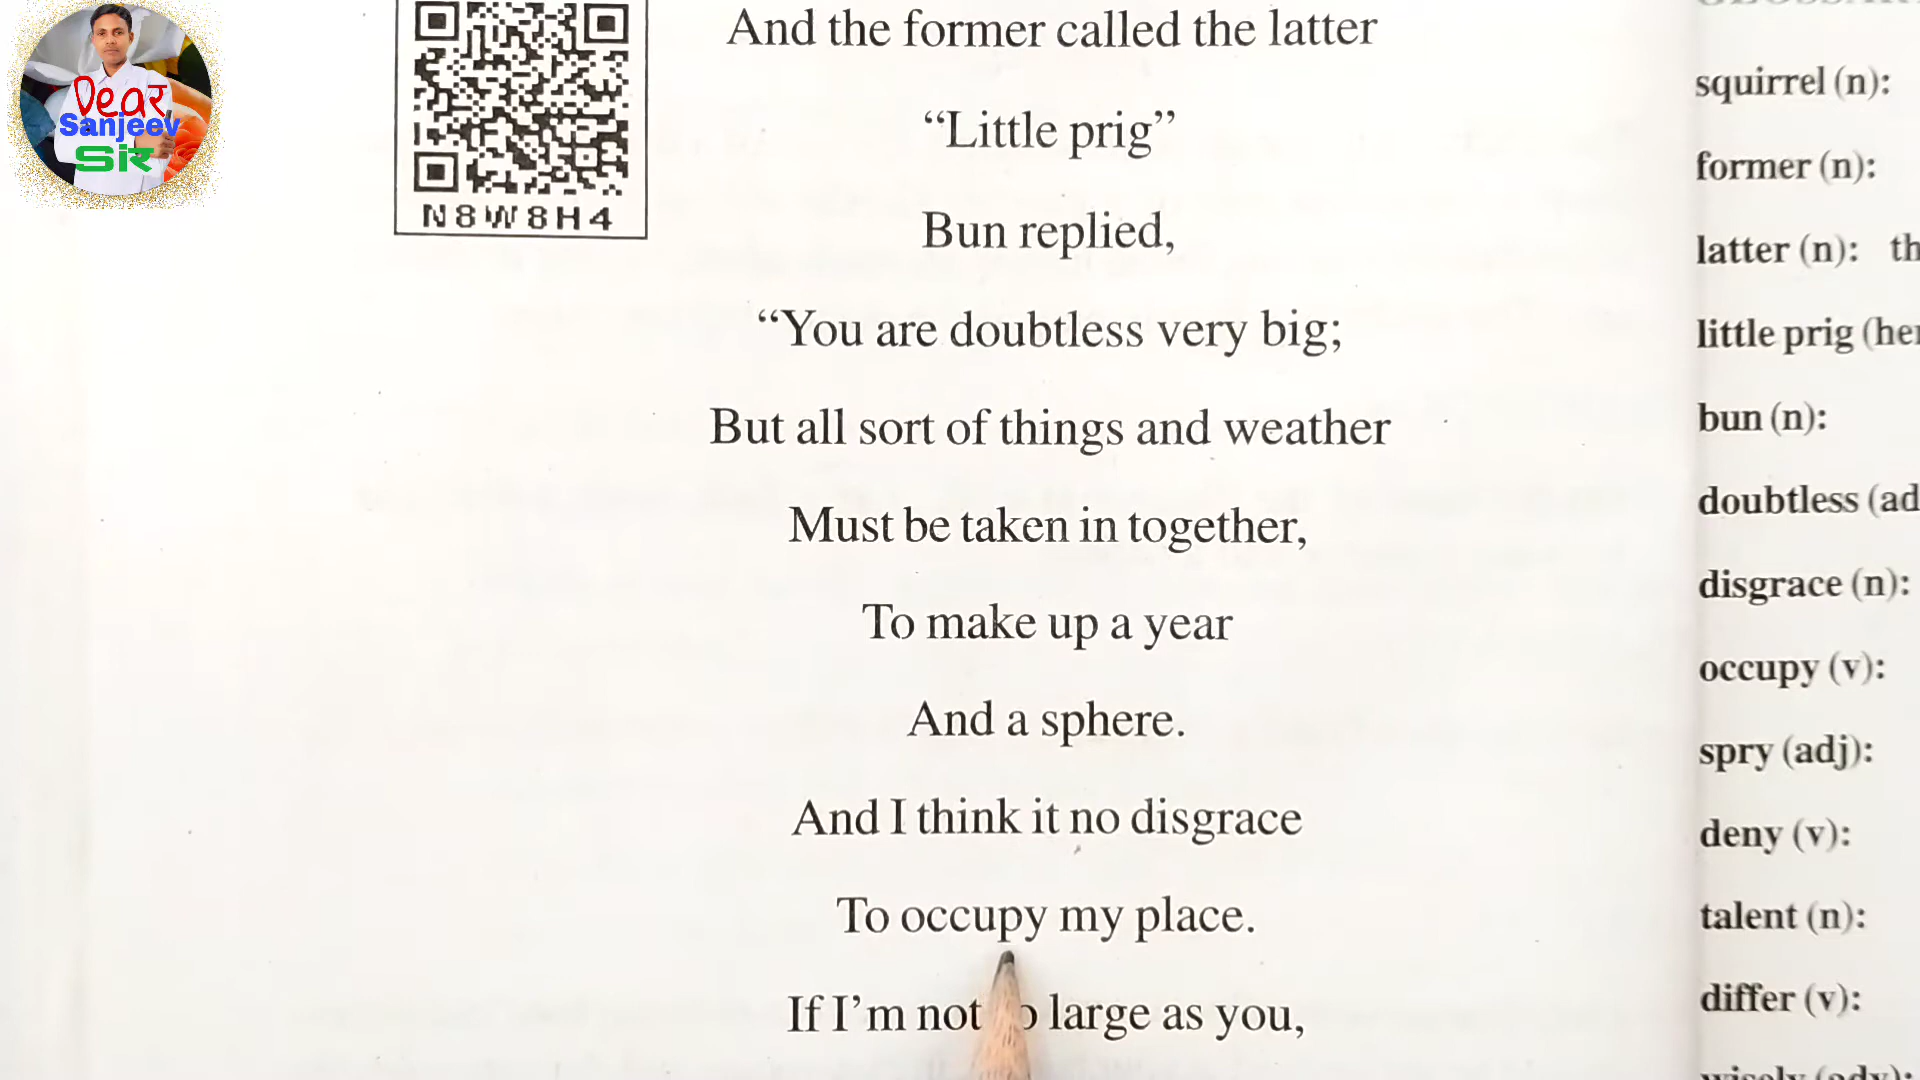 Dear
Sanjeev
Sir
N8W8H4
And the former called the latter
“Little prig”
Bun replied,
“You are doubtless very big;
But all sort of things and weather
Must be taken in together,
To make up a year
And a sphere.
And I think it no disgrace
To occupy my place.
If I’m not large as you,
squirrel (n):
former (n):
latter (n): th
little prig (her
bun (n):
doubtless (ad
disgrace (n):
occupy (v):
spry (adj):
deny (v):
talent (n):
differ (v):